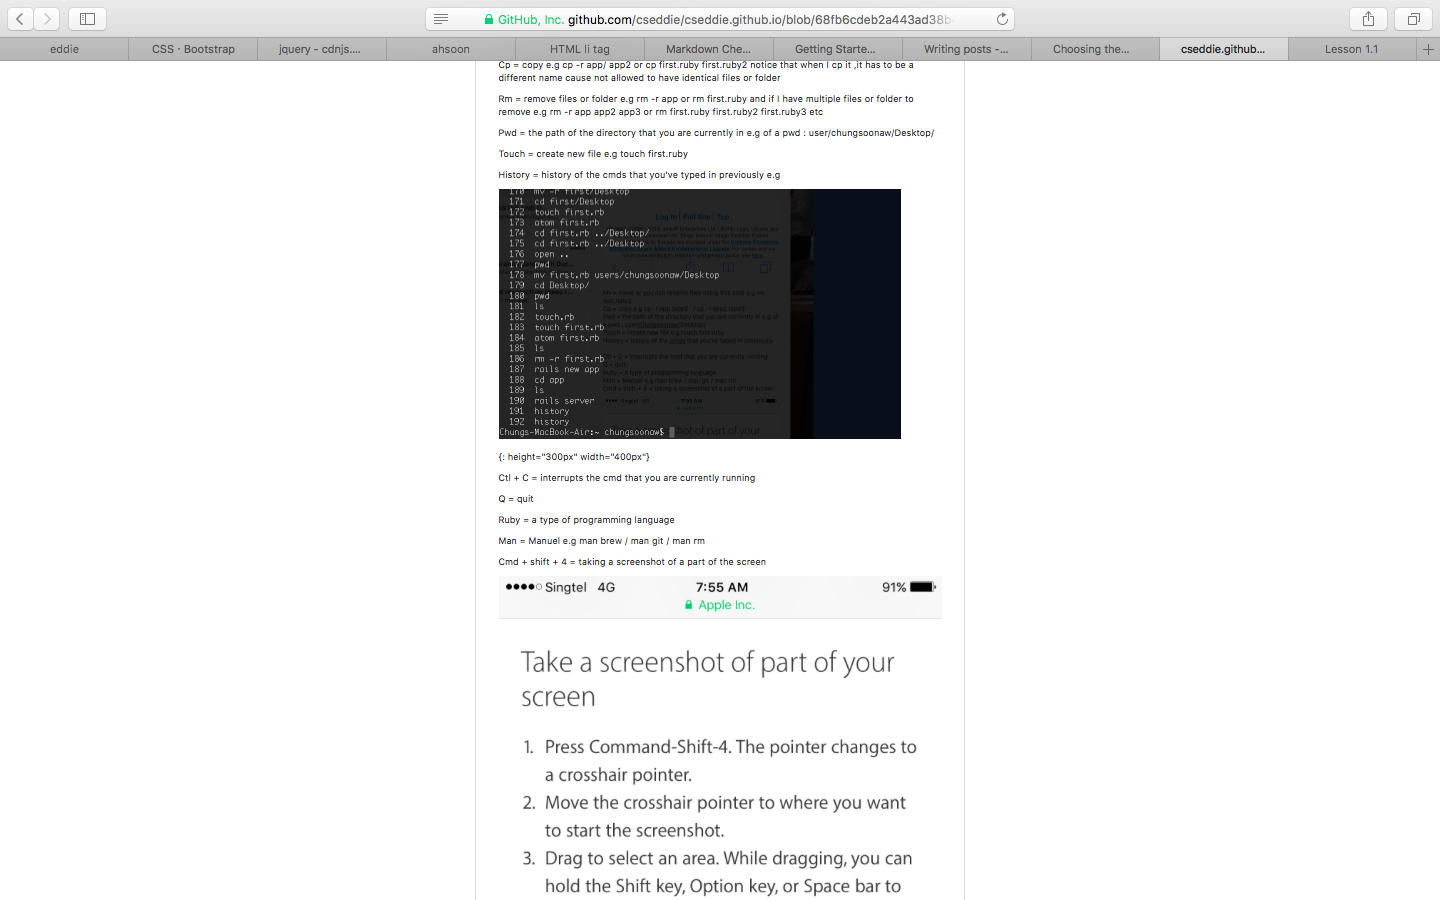 GitHub, Inc. github.com/cseddie/cseddie.github.io/blob/68fb6cdeb2a443ad38b
eddie
CSS · Bootstrap
jquery - cdnjs....
ahsoon
HTML li tag
Markdown Che...
Getting Starte...
Writing posts -...
Choosing the...
cseddie.github...
Lesson 1.1
Cp = copy e.g cp -r app/ app2 or cp first.ruby first.ruby2 notice that when I cp it ,it has to be a
different name cause not allowed to have identical files or folder
Rm = remove files or folder e.g rm -r app or rm first.ruby and if I have multiple files or folder to
remove e.g rm -r app app2 app3 or rm first.ruby first.ruby2 first.ruby3 etc
Pwd = the path of the directory that you are currently in e.g of a pwd : user/chungsoonaw/Desktop/
Touch = create new file e.g touch first.ruby
History = history of the cmds that you've typed in previously e.g
170 mv -r first/Desktop
171 cd first/Desktop
172 touch first.rb
173 atom first.rb
174 cd first.rb ../Desktop/
175 cd first.rb ../Desktop
176 open ..
177 pwd
178 mv first.rb users/chungsoonaw/Desktop
179 cd Desktop/
180 pwd
181 ls
182 touch.rb
183 touch first.rb
184 atom first.rb
185 ls
186 rm -r first.rb
187 rails new app
188 cd app
189 ls
190 rails server
191 history
192 history
Chungs-MacBook-Air:~ chungsoonaw$
{: height="300px" width="400px"}
Ctl + C = interrupts the cmd that you are currently running
Q = quit
Ruby = a type of programming language
Man = Manuel e.g man brew / man git / man rm
Cmd + shift + 4 = taking a screenshot of a part of the screen
Singtel 4G 7:55 AM 91%
Apple Inc.
Take a screenshot of part of your
screen
1. Press Command-Shift-4. The pointer changes to
a crosshair pointer.
2. Move the crosshair pointer to where you want
to start the screenshot.
3. Drag to select an area. While dragging, you can
hold the Shift key, Option key, or Space bar to